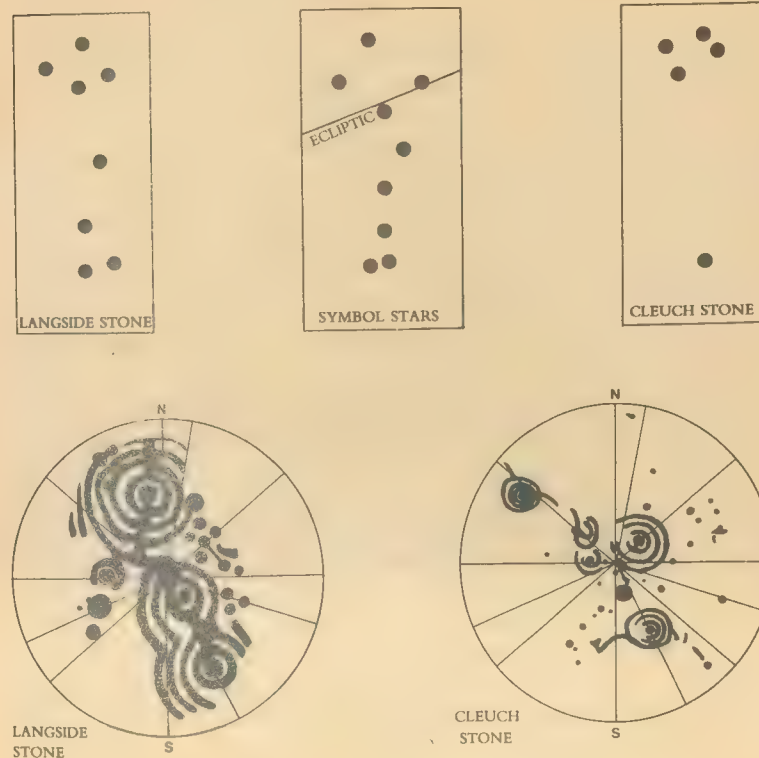 ECLIPTIC
LANGSIDE STONE
SYMBOL STARS
CLEUCH STONE
N
N
LANGSIDE
STONE
S
CLEUCH
STONE
S